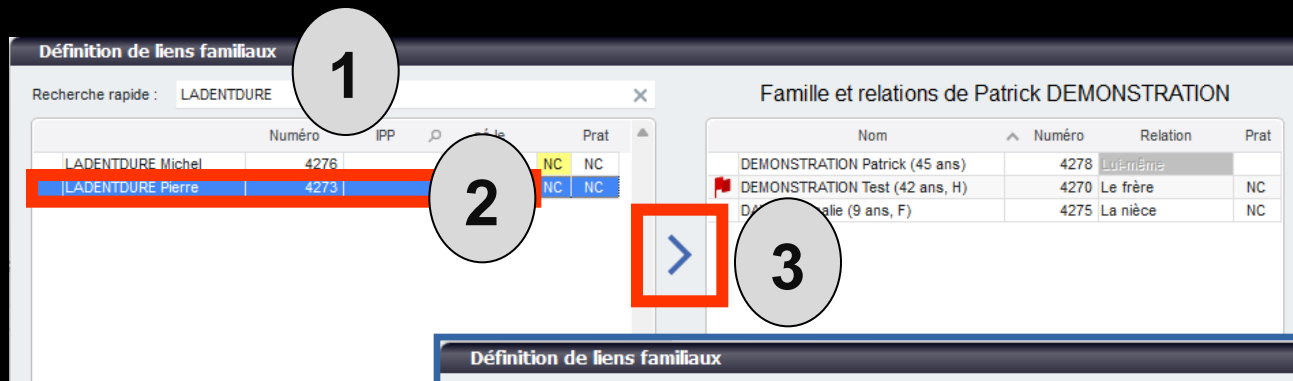 Définition de liens familiaux
1
Recherche rapide : LADENTDURE
Numéro IPP Prat
LADENTDURE Michel 4276 NC NC
LADENTDURE Pierre 4273 NC NC
2
3
Famille et relations de Patrick DEMONSTRATION
Nom Numéro Relation Prat
DEMONSTRATION Patrick (45 ans) 4278 Lui-même
DEMONSTRATION Test (42 ans, H) 4270 Le frère NC
(9 ans, F) 4275 La nièce NC
Définition de liens familiaux